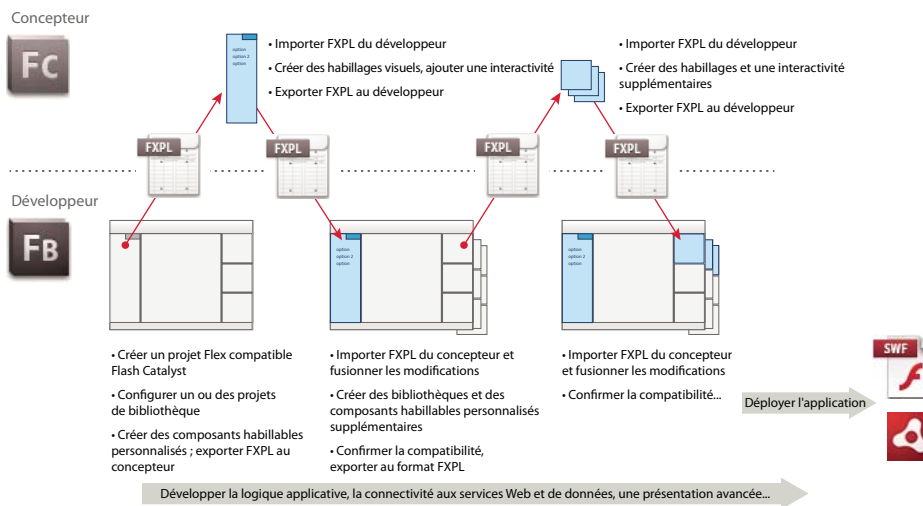 Concepteur
Fc
option
option 2
option
• Importer FXPL du développeur
• Créer des habillages visuels, ajouter une interactivité
• Exporter FXPL au développeur
• Importer FXPL du développeur
• Créer des habillages et une interactivité
supplémentaires
• Exporter FXPL au développeur
FXPL
FXPL
FXPL
FXPL
Développeur
FB
option
option 2
option
option
option 2
option
• Créer un projet Flex compatible
Flash Catalyst
• Configurer un ou des projets
de bibliothèque
• Créer des composants habillables
personnalisés ; exporter FXPL au
concepteur
• Importer FXPL du concepteur et
fusionner les modifications
• Créer des bibliothèques et des
composants habillables personnalisés
supplémentaires
• Confirmer la compatibilité,
exporter au format FXPL
• Importer FXPL du concepteur
et fusionner les modifications
• Confirmer la compatibilité...
Déployer l'application
SWF
Développer la logique applicative, la connectivité aux services Web et de données, une présentation avancée...